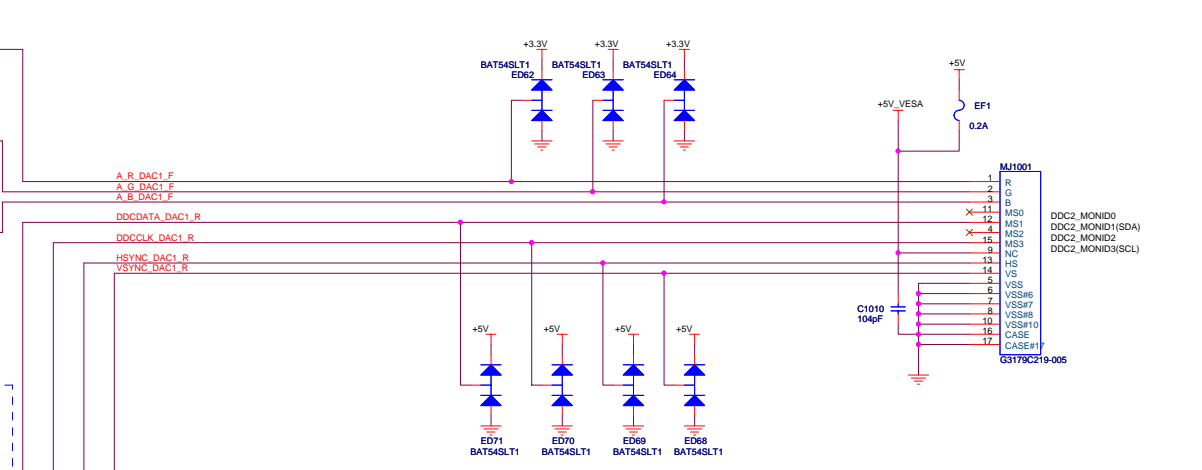 +3.3V
+3.3V
+3.3V
BAT54SLT1
ED62
BAT54SLT1
ED63
BAT54SLT1
ED64
+5V
+5V_VESA
EF1
0.2A
MJ1001
A_R_DAC1_F
1
R
A_G_DAC1_F
2
G
A_B_DAC1_F
3
B
11
MS0
DDC2_MONID0
DDCDATA_DAC1_R
12
MS1
DDC2_MONID1(SDA)
4
MS2
DDC2_MONID2
DDCCLK_DAC1_R
15
MS3
DDC2_MONID3(SCL)
9
NC
HSYNC_DAC1_R
13
HS
VSYNC_DAC1_R
14
VS
5
VSS
6
VSS#6
7
VSS#7
8
VSS#8
10
VSS#10
16
CASE
17
CASE#17
G3179C219-005
C1010
104pF
+5V
+5V
+5V
+5V
ED71
BAT54SLT1
ED70
BAT54SLT1
ED69
BAT54SLT1
ED68
BAT54SLT1